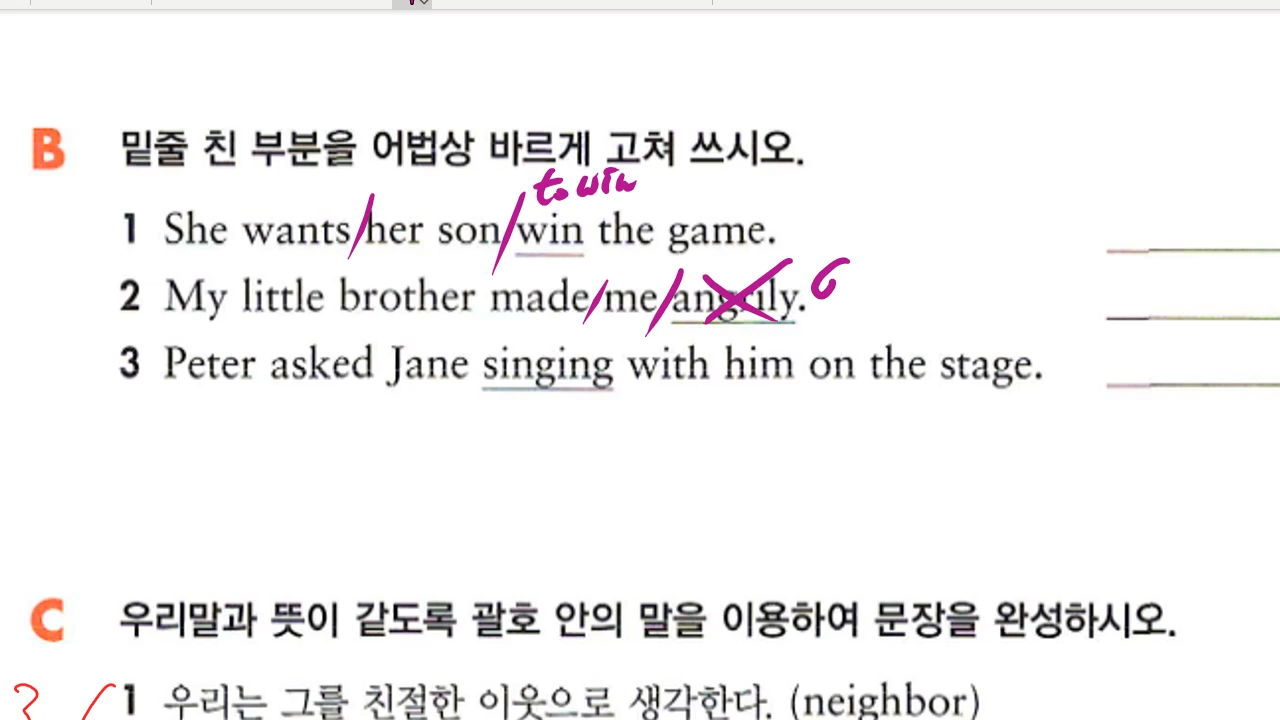 B 밑줄 친 부분을 어법상 바르게 고쳐 쓰시오.
to win
1 She wants her son win the game.
2 My little brother made me angrily.
3 Peter asked Jane singing with him on the stage.
C 우리말과 뜻이 같도록 괄호 안의 말을 이용하여 문장을 완성하시오.
1 우리는 그를 친절한 이웃으로 생각한다. (neighbor)